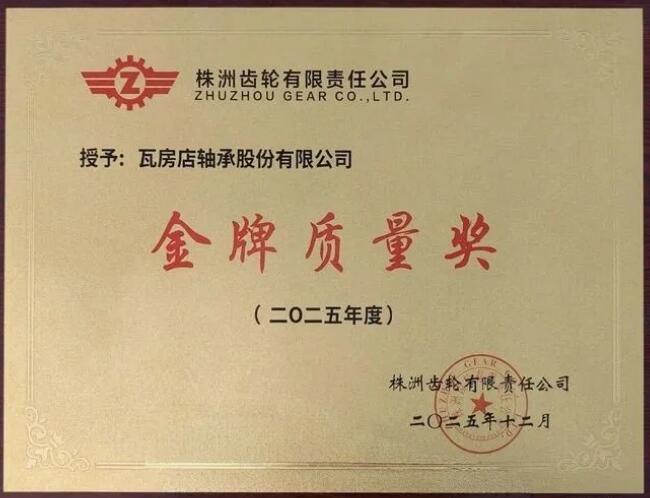 Z
株洲齿轮有限责任公司
ZHUZHOU GEAR CO.,LTD.
授予：瓦房店轴承股份有限公司
金牌质量奖
（二O二五年度）
株洲齿轮有限责任公司
二〇二五年十二月